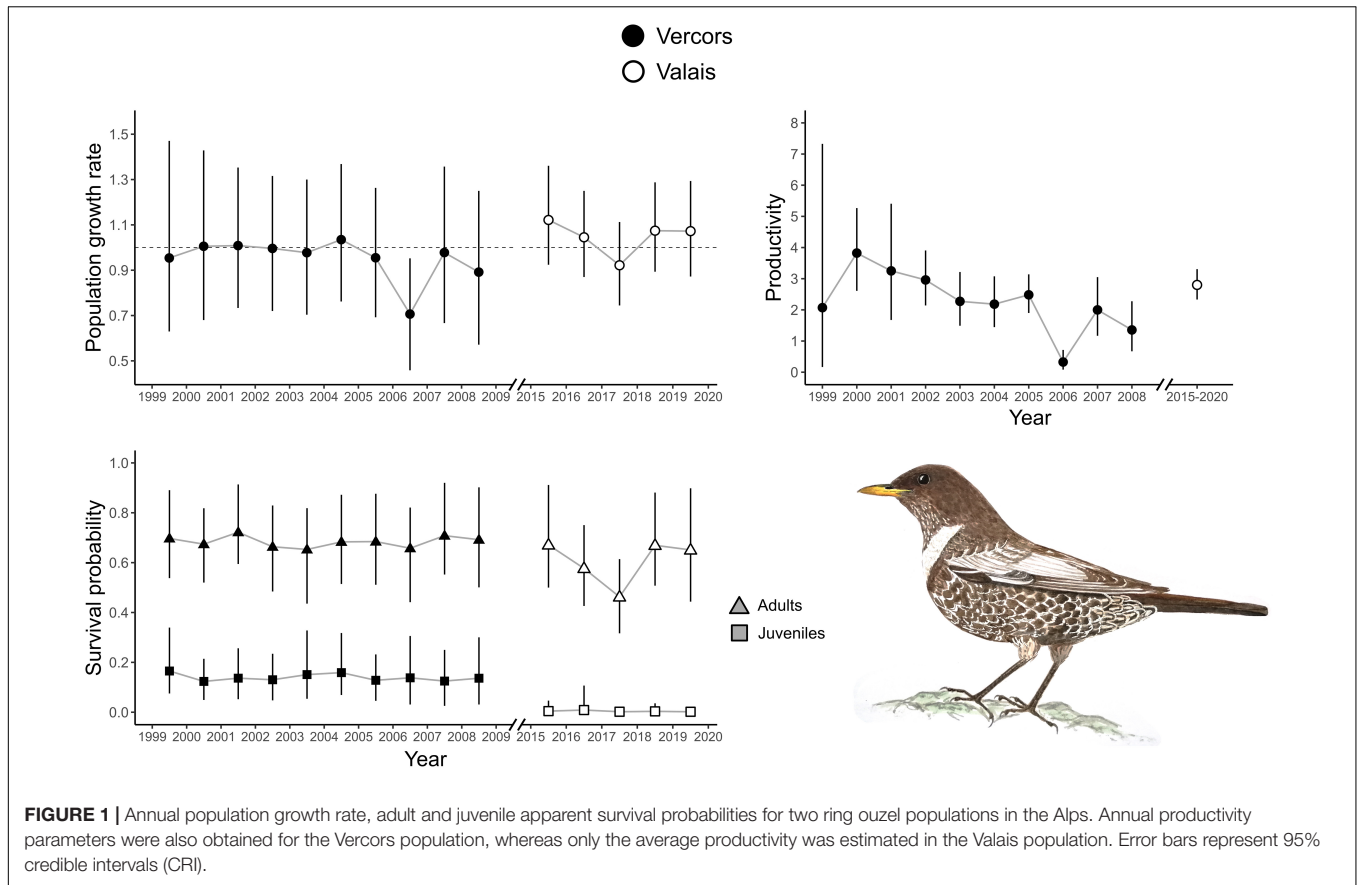 Vercors
Valais
Population growth rate
1.5
1.3
1.1
0.9
0.7
0.5
1999 2000 2001 2002 2003 2004 2005 2006 2007 2008 2009 2015 2016 2017 2018 2019 2020
Productivity
8
7
6
5
4
3
2
1
0
1999 2000 2001 2002 2003 2004 2005 2006 2007 2008 2015-2020
Year
Survival probability
1.0
0.8
0.6
0.4
0.2
0.0
1999 2000 2001 2002 2003 2004 2005 2006 2007 2008 2009 2015 2016 2017 2018 2019 2020
Year
Adults
Juveniles
FIGURE 1 | Annual population growth rate, adult and juvenile apparent survival probabilities for two ring ouzel populations in the Alps. Annual productivity
parameters were also obtained for the Vercors population, whereas only the average productivity was estimated in the Valais population. Error bars represent 95%
credible intervals (CRI).